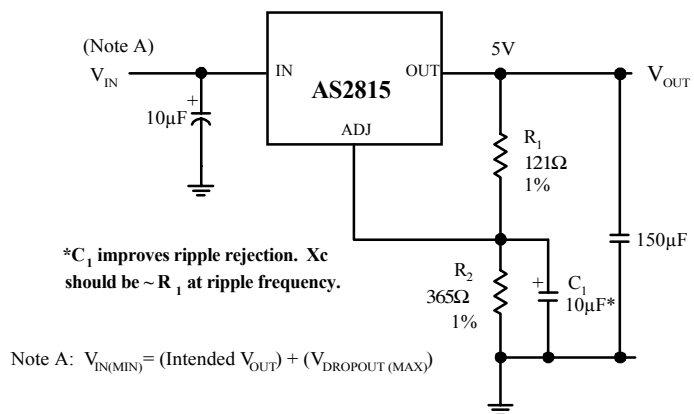 (Note A)
V_IN
10µF
+
IN
AS2815
OUT
ADJ
5V
V_OUT
R_1
121Ω
1%
R_2
365Ω
1%
+
C_1
10µF*
150µF
*C_1 improves ripple rejection. Xc
should be ~ R_1 at ripple frequency.
Note A: V_IN(MIN)= (Intended V_OUT) + (V_DROPOUT (MAX))